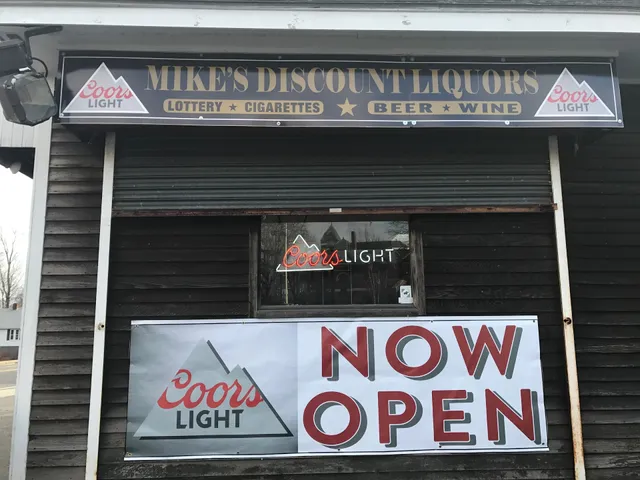 MIKE'S DISCOUNT LIQUORS
Coors
LIGHT
LOTTERY ★ CIGARETTES ★ BEER ★ WINE
Coors
LIGHT
Coors LIGHT
Coors
LIGHT
NOW
OPEN